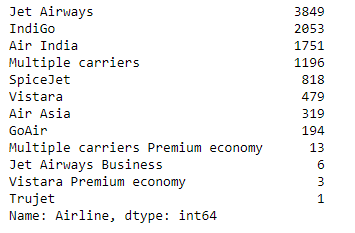 Jet Airways 3849
IndiGo 2053
Air India 1751
Multiple carriers 1196
SpiceJet 818
Vistara 479
Air Asia 319
GoAir 194
Multiple carriers Premium economy 13
Jet Airways Business 6
Vistara Premium economy 3
Trujet 1
Name: Airline, dtype: int64